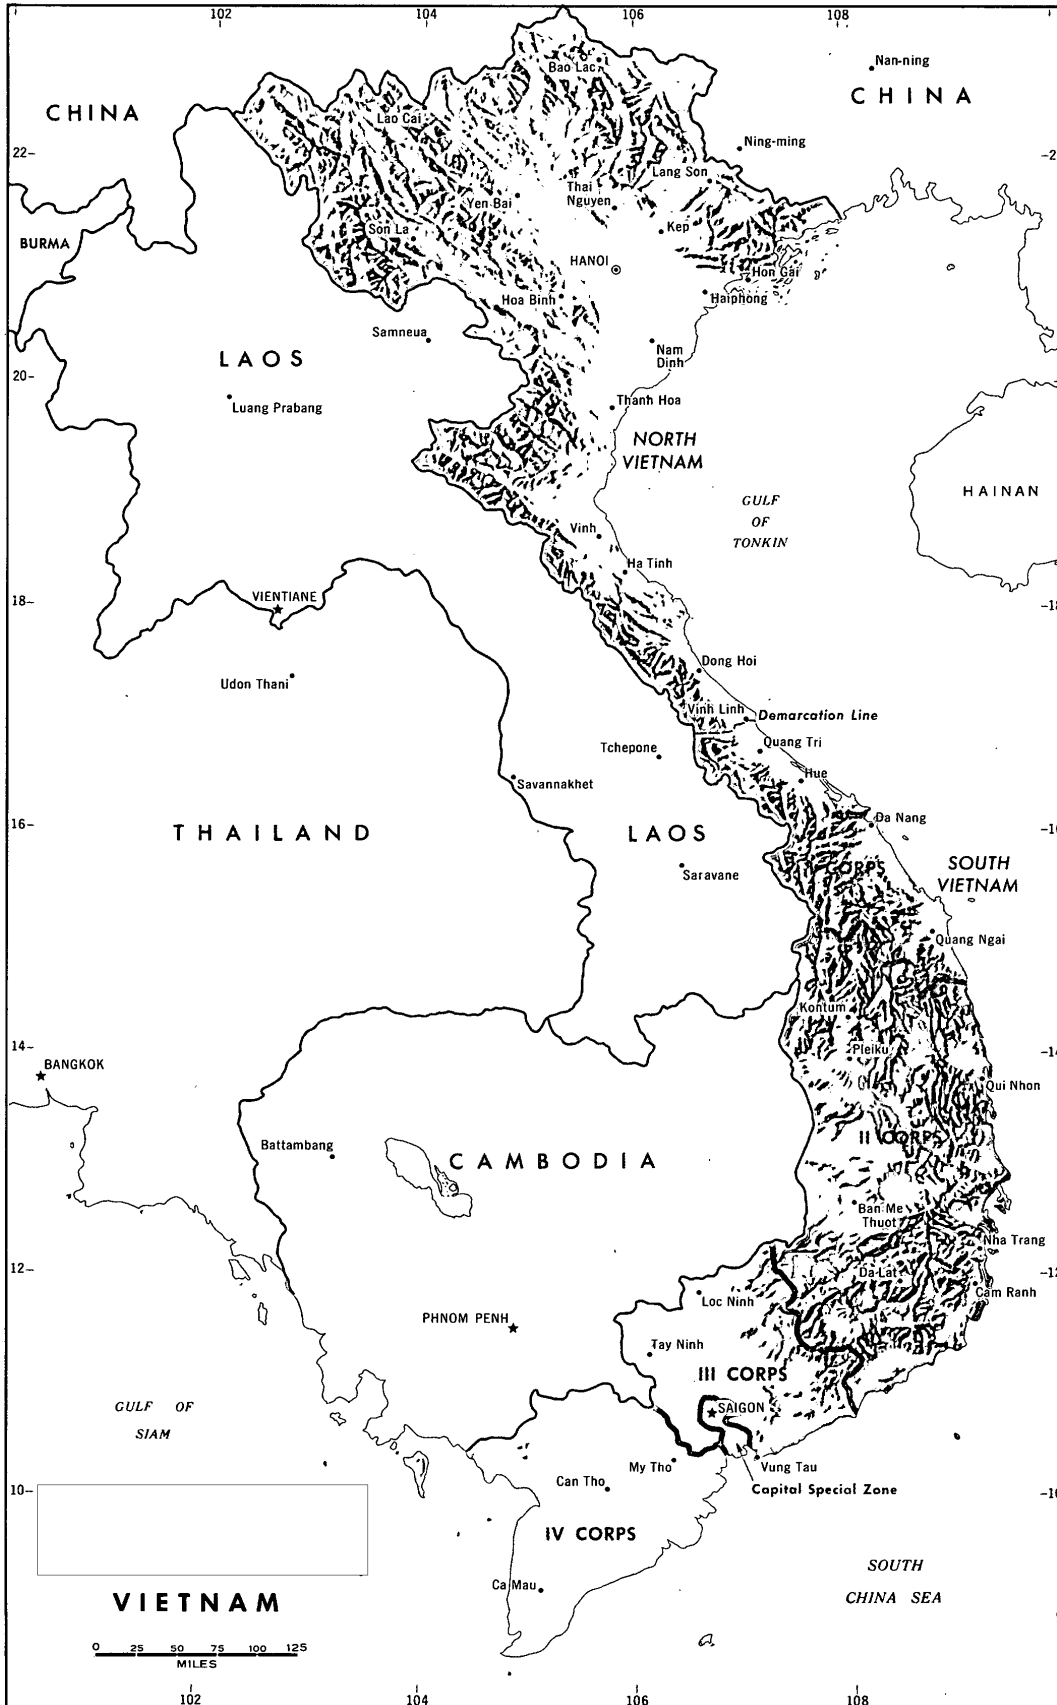 102
104
106
108
Nan-ning
Bao Lac
CHINA
CHINA
Lao Cai
Ning-ming
22
Lang Son
Thai
Nguyen
Yen Bai
Kep
Son La
BURMA
HANOI
Hon Gai
Hoa Binh
Haiphong
Samneua
Nam
Dinh
LAOS
20
Luang Prabang
Thanh Hoa
NORTH
VIETNAM
HAINAN
GULF
OF
TONKIN
Vinh
Ha Tinh
VIENTIANE
18
Dong Hoi
Udon Thani
Vinh Linh
Demarcation Line
Quang Tri
Tchepone
Hue
Savannakhet
Da Nang
16
THAILAND
LAOS
SOUTH
VIETNAM
I CORPS
Saravane
Quang Ngai
Kontum
14
Pleiku
BANGKOK
Qui Nhon
II CORPS
Battambang
CAMBODIA
Ban Me
Thuot
Nha Trang
12
Da Lat
Cam Ranh
Loc Ninh
PHNOM PENH
Tay Ninh
III CORPS
GULF OF
SIAM
SAIGON
My Tho
Vung Tau
Can Tho
Capital Special Zone
10
IV CORPS
SOUTH
CHINA SEA
Ca Mau
VIETNAM
0 25 50 75 100 125
MILES
102
104
106
108